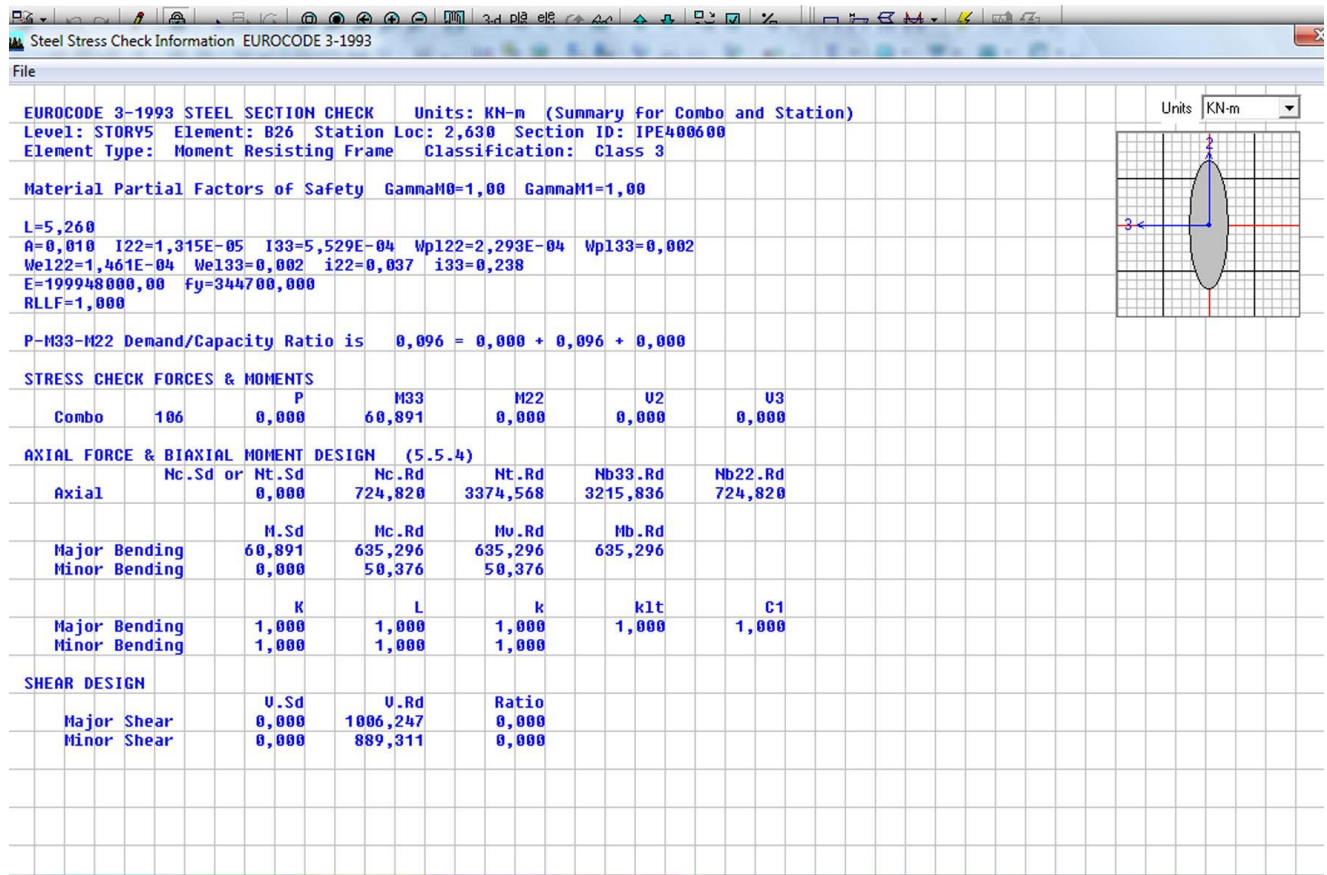 3-d
Steel Stress Check Information EUROCODE 3-1993
File
EUROCODE 3-1993 STEEL SECTION CHECK Units: KN-m (Summary for Combo and Station)
Units KN-m
Level: STORY5 Element: B26 Station Loc: 2,630 Section ID: IPE400600
Element Type: Moment Resisting Frame Classification: Class 3
2
3
Material Partial Factors of Safety GammaM0=1,00 GammaM1=1,00
L=5,260
A=0,010 I22=1,315E-05 I33=5,529E-04 Wpl22=2,293E-04 Wpl33=0,002
Wel22=1,461E-04 Wel33=0,002 i22=0,037 i33=0,238
E=199948000,00 fy=344700,000
RLLF=1,000
P-M33-M22 Demand/Capacity Ratio is 0,096 = 0,000 + 0,096 + 0,000
STRESS CHECK FORCES & MOMENTS
P M33 M22 V2 V3
Combo 106 0,000 60,891 0,000 0,000 0,000
AXIAL FORCE & BIAXIAL MOMENT DESIGN (5.5.4)
Nc.Sd or Nt.Sd Nc.Rd Nt.Rd Nb33.Rd Nb22.Rd
Axial 0,000 724,820 3374,568 3215,836 724,820
M.Sd Mc.Rd Mv.Rd Mb.Rd
Major Bending 60,891 635,296 635,296 635,296
Minor Bending 0,000 50,376 50,376
K L k klt C1
Major Bending 1,000 1,000 1,000 1,000 1,000
Minor Bending 1,000 1,000 1,000
SHEAR DESIGN
V.Sd V.Rd Ratio
Major Shear 0,000 1006,247 0,000
Minor Shear 0,000 889,311 0,000